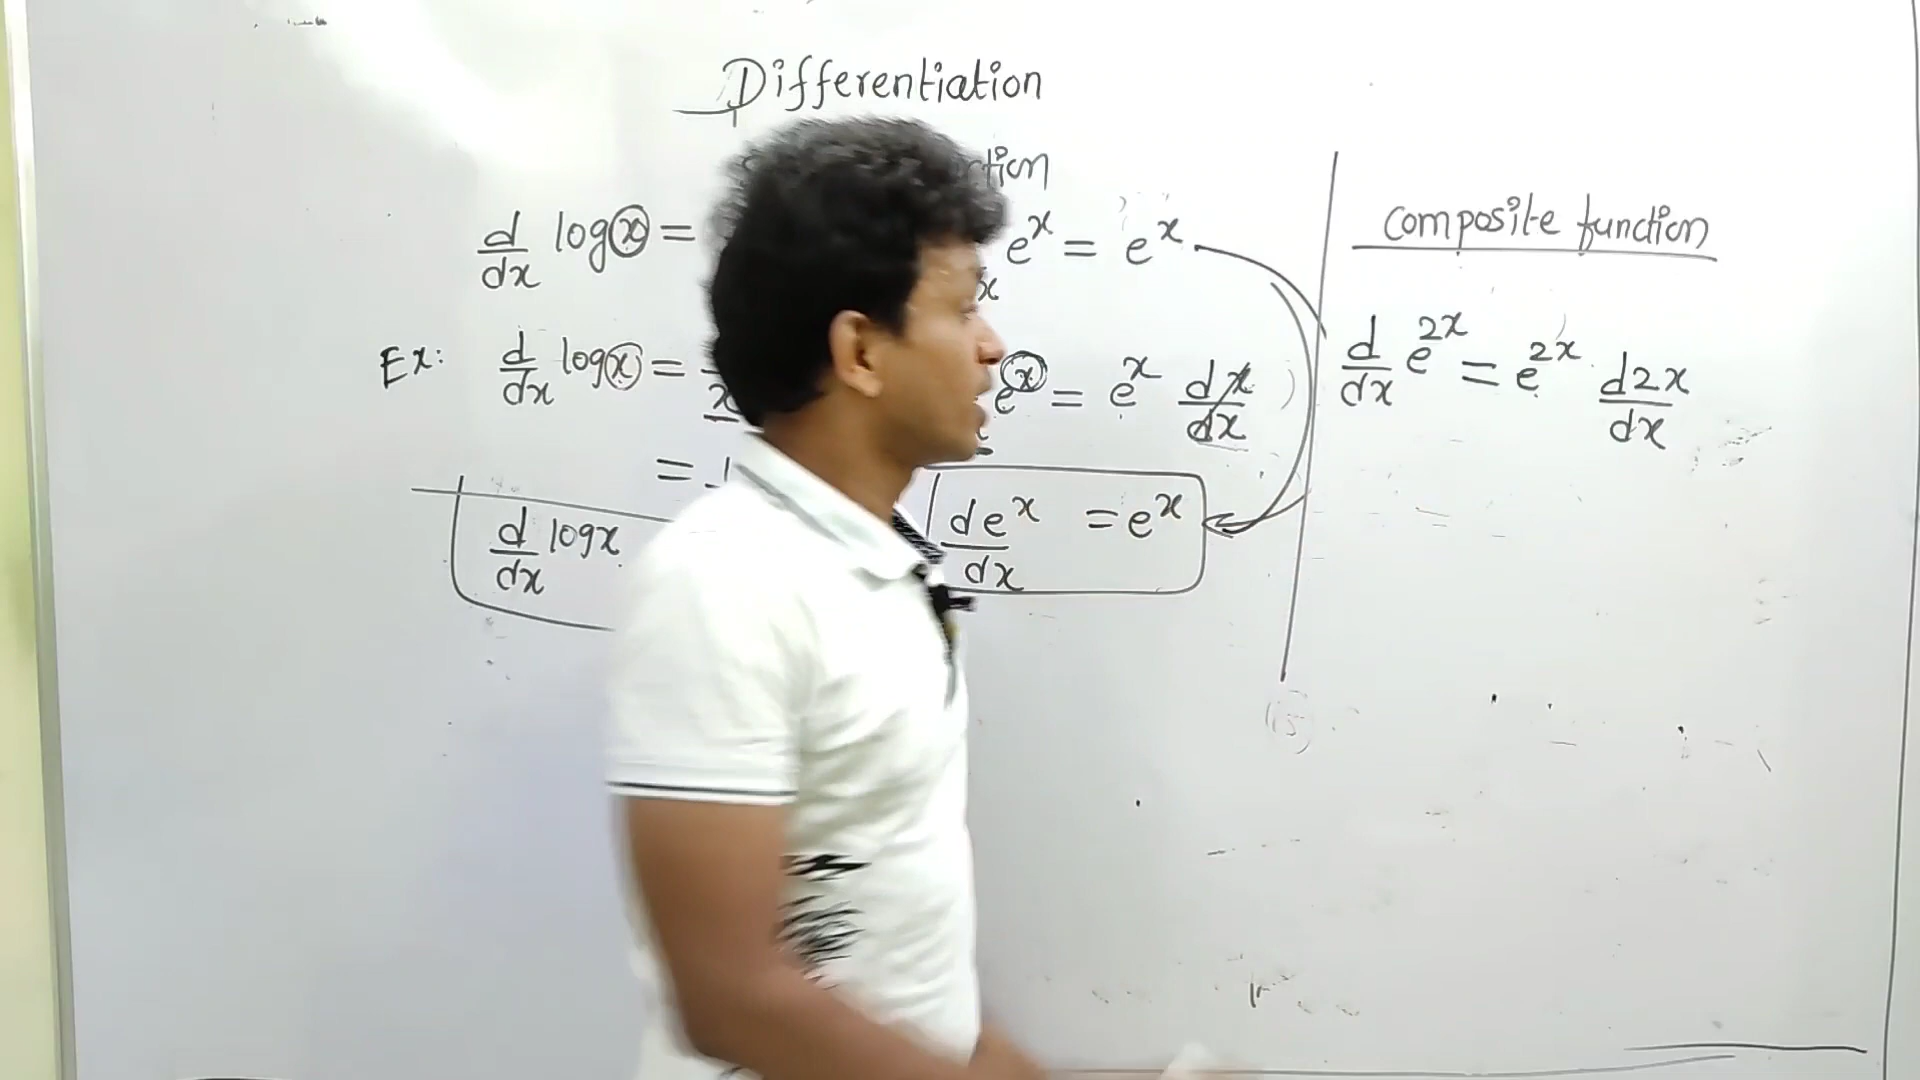 Differentiation
d/dx log x =
e^x = e^x
Ex: d/dx log x =
e^x = e^x dx/dx
=
d/dx log x
de^x/dx = e^x
composite function
d/dx e^2x = e^2x d2x/dx